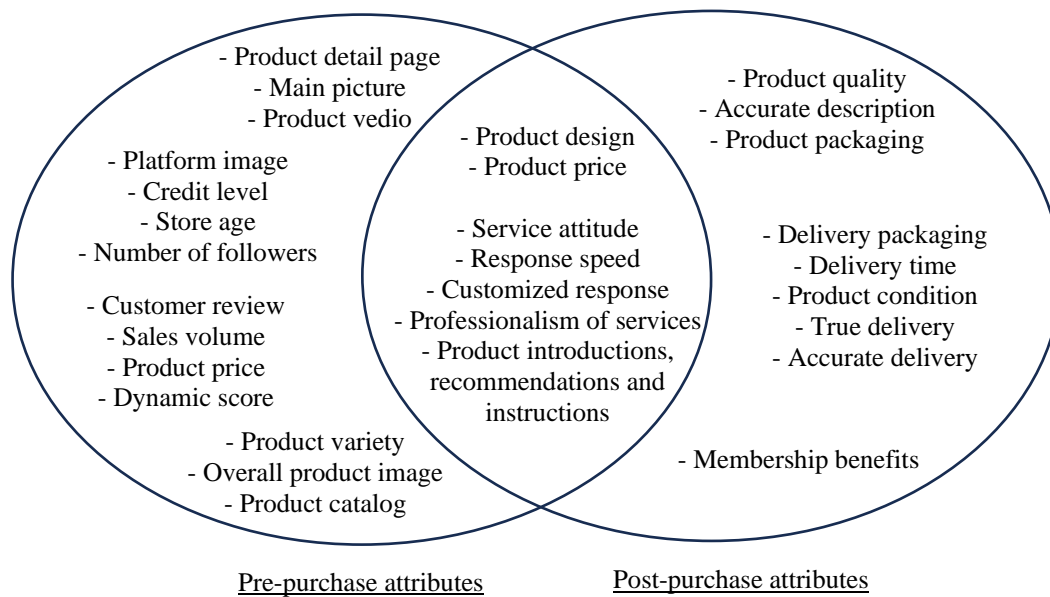 - Product detail page
- Main picture
- Product vedio
- Platform image
- Credit level
- Store age
- Number of followers
- Customer review
- Sales volume
- Product price
- Dynamic score
- Product variety
- Overall product image
- Product catalog
- Product design
- Product price
- Service attitude
- Response speed
- Customized response
- Professionalism of services
- Product introductions,
recommendations and
instructions
- Product quality
- Accurate description
- Product packaging
- Delivery packaging
- Delivery time
- Product condition
- True delivery
- Accurate delivery
- Membership benefits
Pre-purchase attributes
Post-purchase attributes